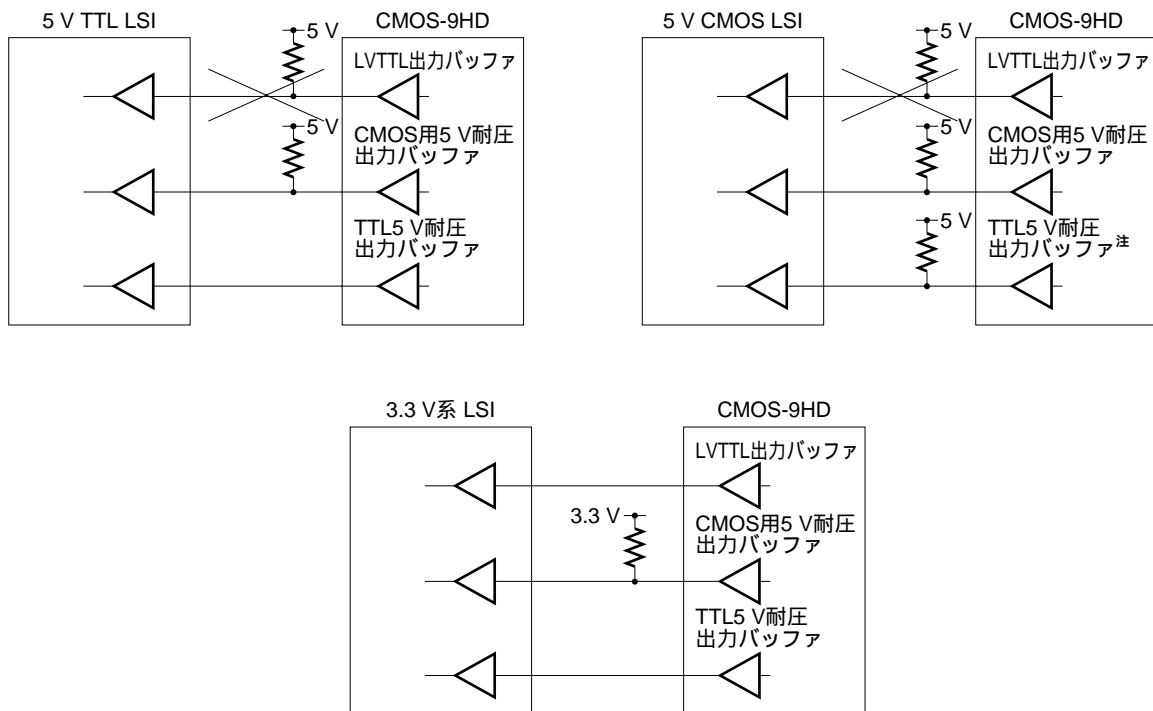 5 V TTL LSI
CMOS-9HD
5 V
LVTTL出力バッファ
5 V
CMOS用5 V耐圧
出力バッファ
TTL5 V耐圧
出力バッファ
5 V CMOS LSI
CMOS-9HD
5 V
LVTTL出力バッファ
5 V
CMOS用5 V耐圧
出力バッファ
5 V
TTL5 V耐圧
出力バッファ注
3.3 V系 LSI
CMOS-9HD
LVTTL出力バッファ
3.3 V
CMOS用5 V耐圧
出力バッファ
TTL5 V耐圧
出力バッファ